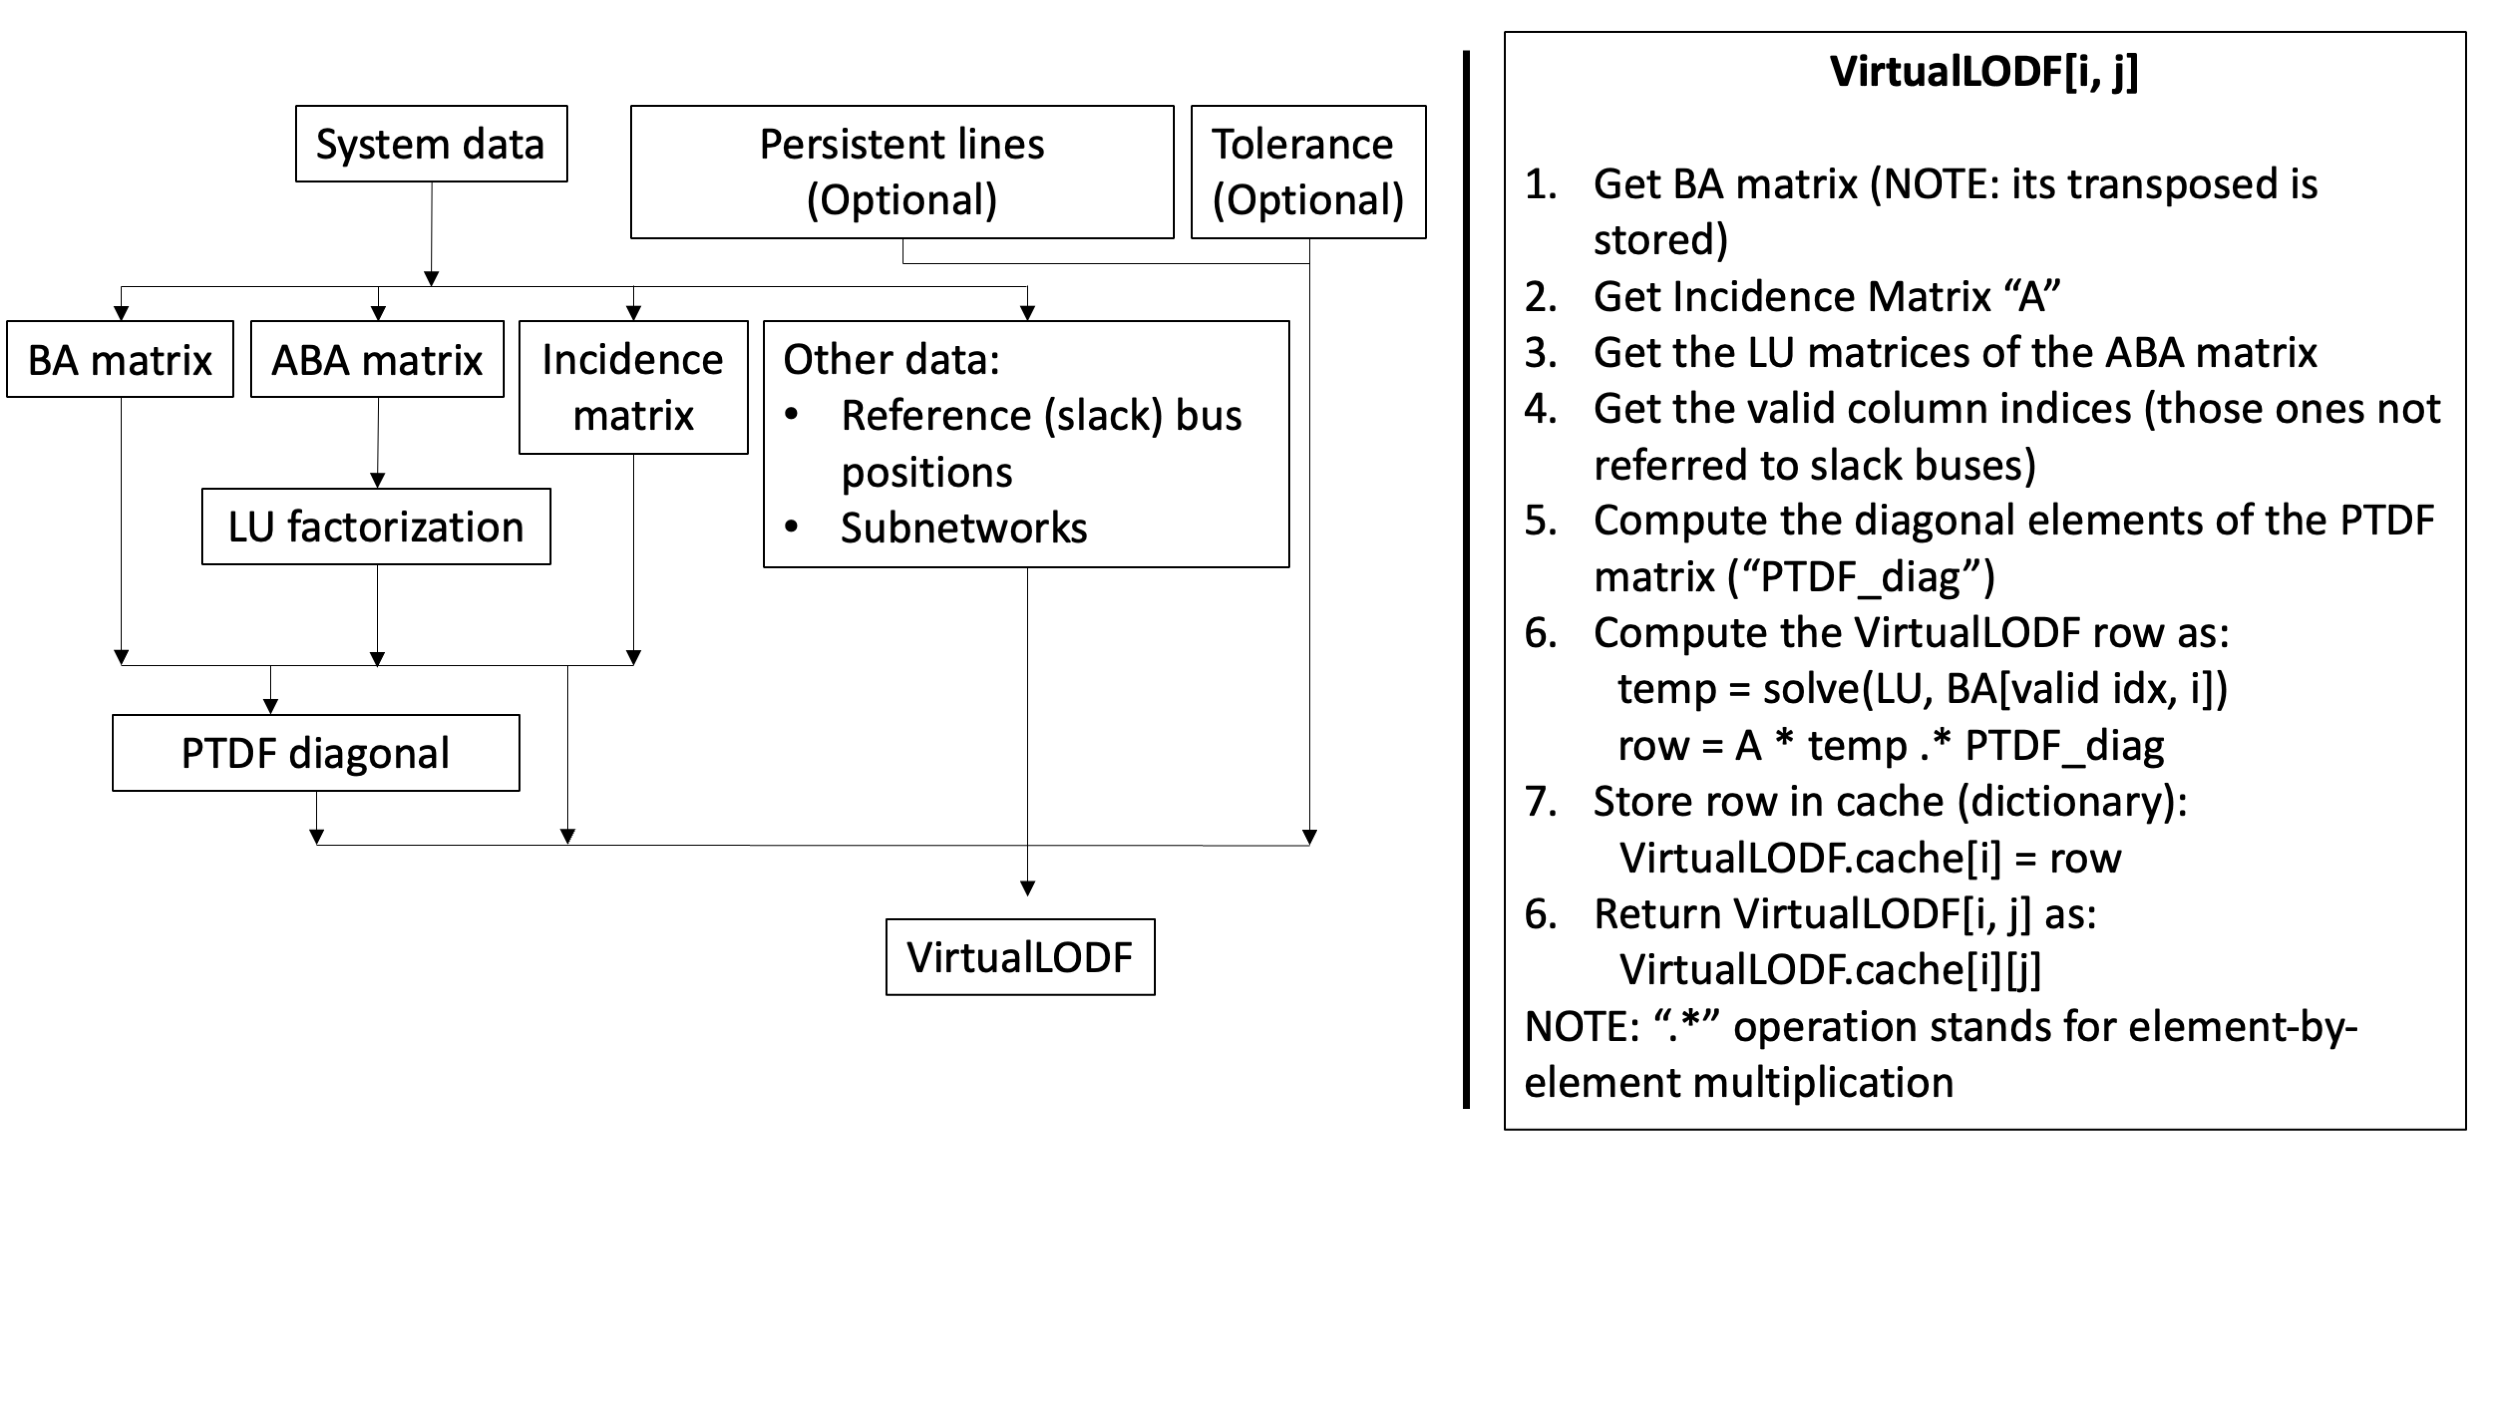 System data
Persistent lines
(Optional)
Tolerance
(Optional)
BA matrix
ABA matrix
Incidence
matrix
Other data:
• Reference (slack) bus
positions
• Subnetworks
LU factorization
PTDF diagonal
VirtualLODF
VirtualLODF[i, j]
1. Get BA matrix (NOTE: its transposed is
stored)
2. Get Incidence Matrix “A”
3. Get the LU matrices of the ABA matrix
4. Get the valid column indices (those ones not
referred to slack buses)
5. Compute the diagonal elements of the PTDF
matrix (“PTDF_diag”)
6. Compute the VirtualLODF row as:
temp = solve(LU, BA[valid idx, i])
row = A * temp .* PTDF_diag
7. Store row in cache (dictionary):
VirtualLODF.cache[i] = row
6. Return VirtualLODF[i, j] as:
VirtualLODF.cache[i][j]
NOTE: “.*” operation stands for element-by-
element multiplication